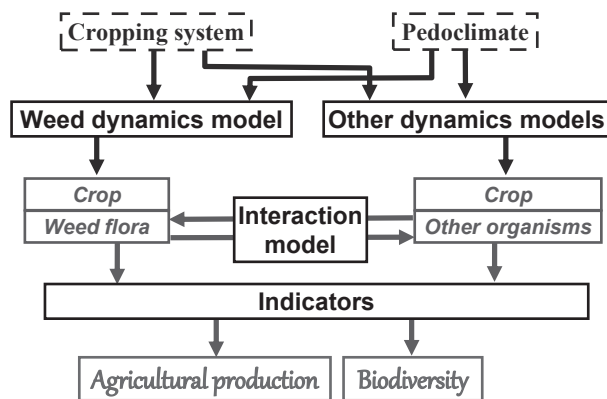 Cropping system
Pedoclimate
Weed dynamics model
Other dynamics models
Crop
Weed flora
Interaction
model
Crop
Other organisms
Indicators
Agricultural production
Biodiversity